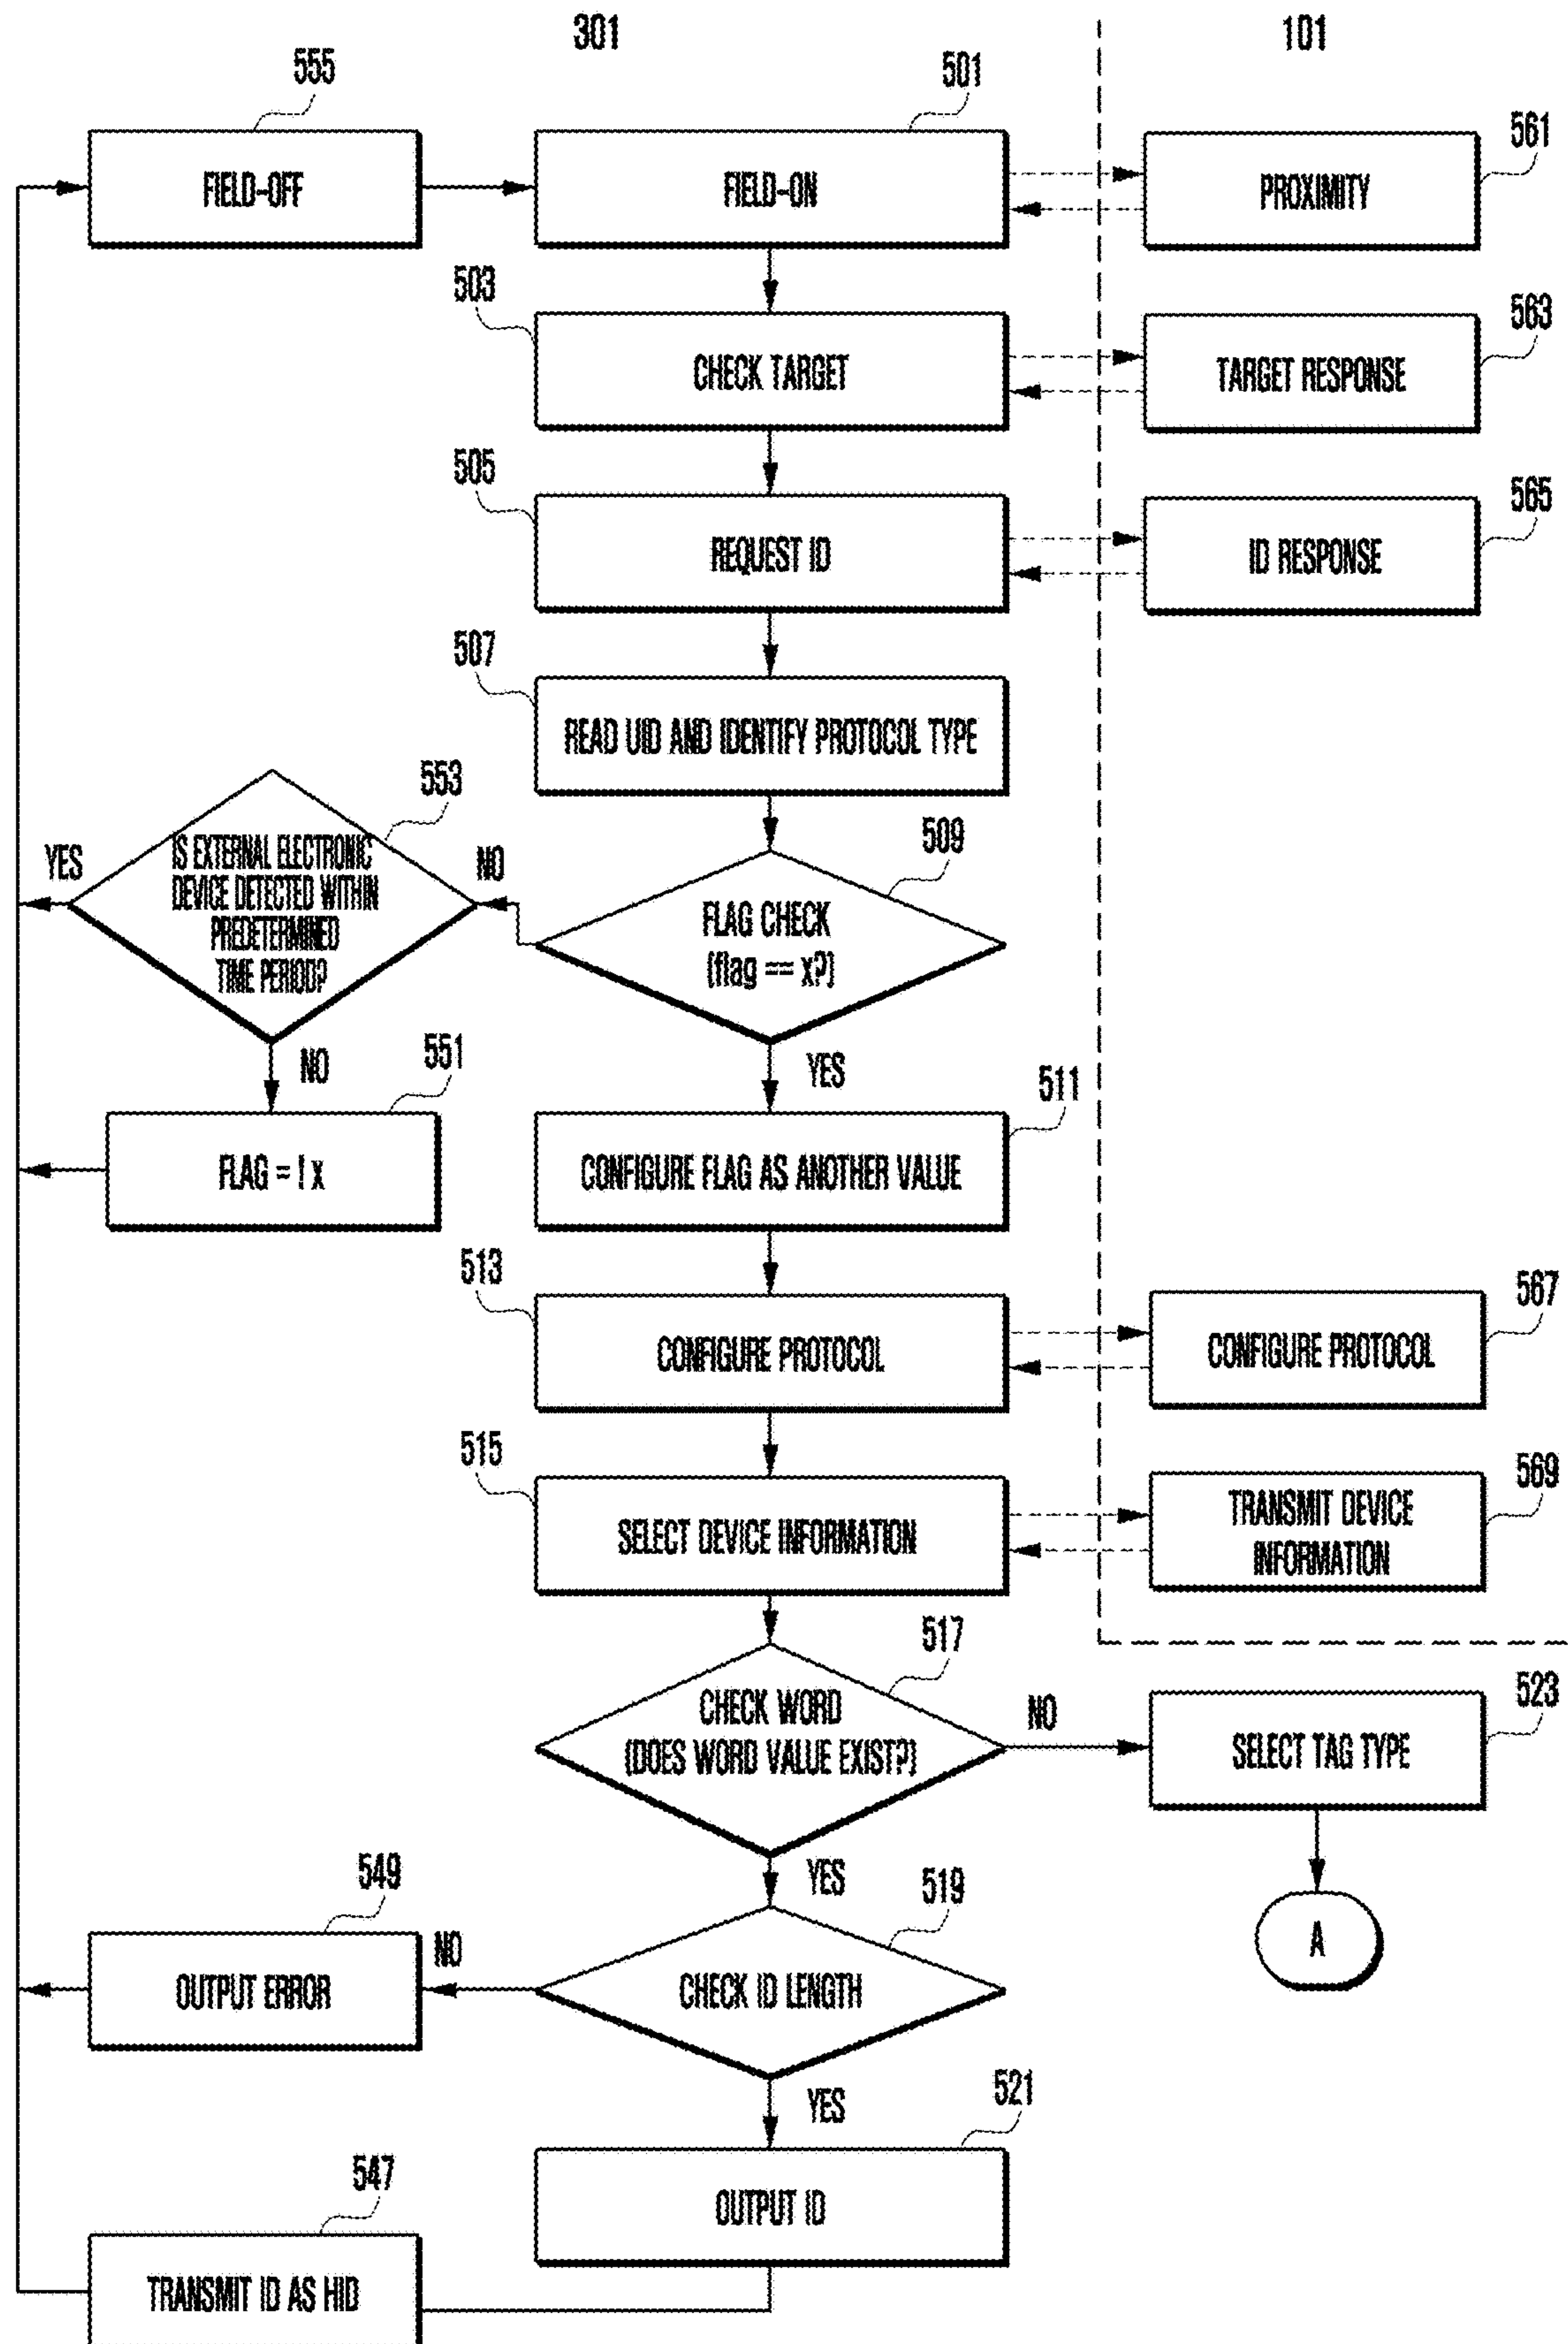 301
101
555
501
561
FIELD-OFF
FIELD-ON
PROXIMITY
503
563
CHECK TARGET
TARGET RESPONSE
505
565
REQUEST ID
ID RESPONSE
507
READ UID AND IDENTIFY PROTOCOL TYPE
553
509
YES
IS EXTERNAL ELECTRONIC
DEVICE DETECTED WITHIN
PREDETERMINED
TIME PERIOD?
NO
FLAG CHECK
(flag == x?)
NO
YES
551
511
FLAG = ! x
CONFIGURE FLAG AS ANOTHER VALUE
513
567
CONFIGURE PROTOCOL
CONFIGURE PROTOCOL
515
569
SELECT DEVICE INFORMATION
TRANSMIT DEVICE
INFORMATION
517
523
CHECK WORD
(DOES WORD VALUE EXIST?)
NO
SELECT TAG TYPE
YES
549
519
NO
OUTPUT ERROR
CHECK ID LENGTH
A
YES
521
547
OUTPUT ID
TRANSMIT ID AS HID